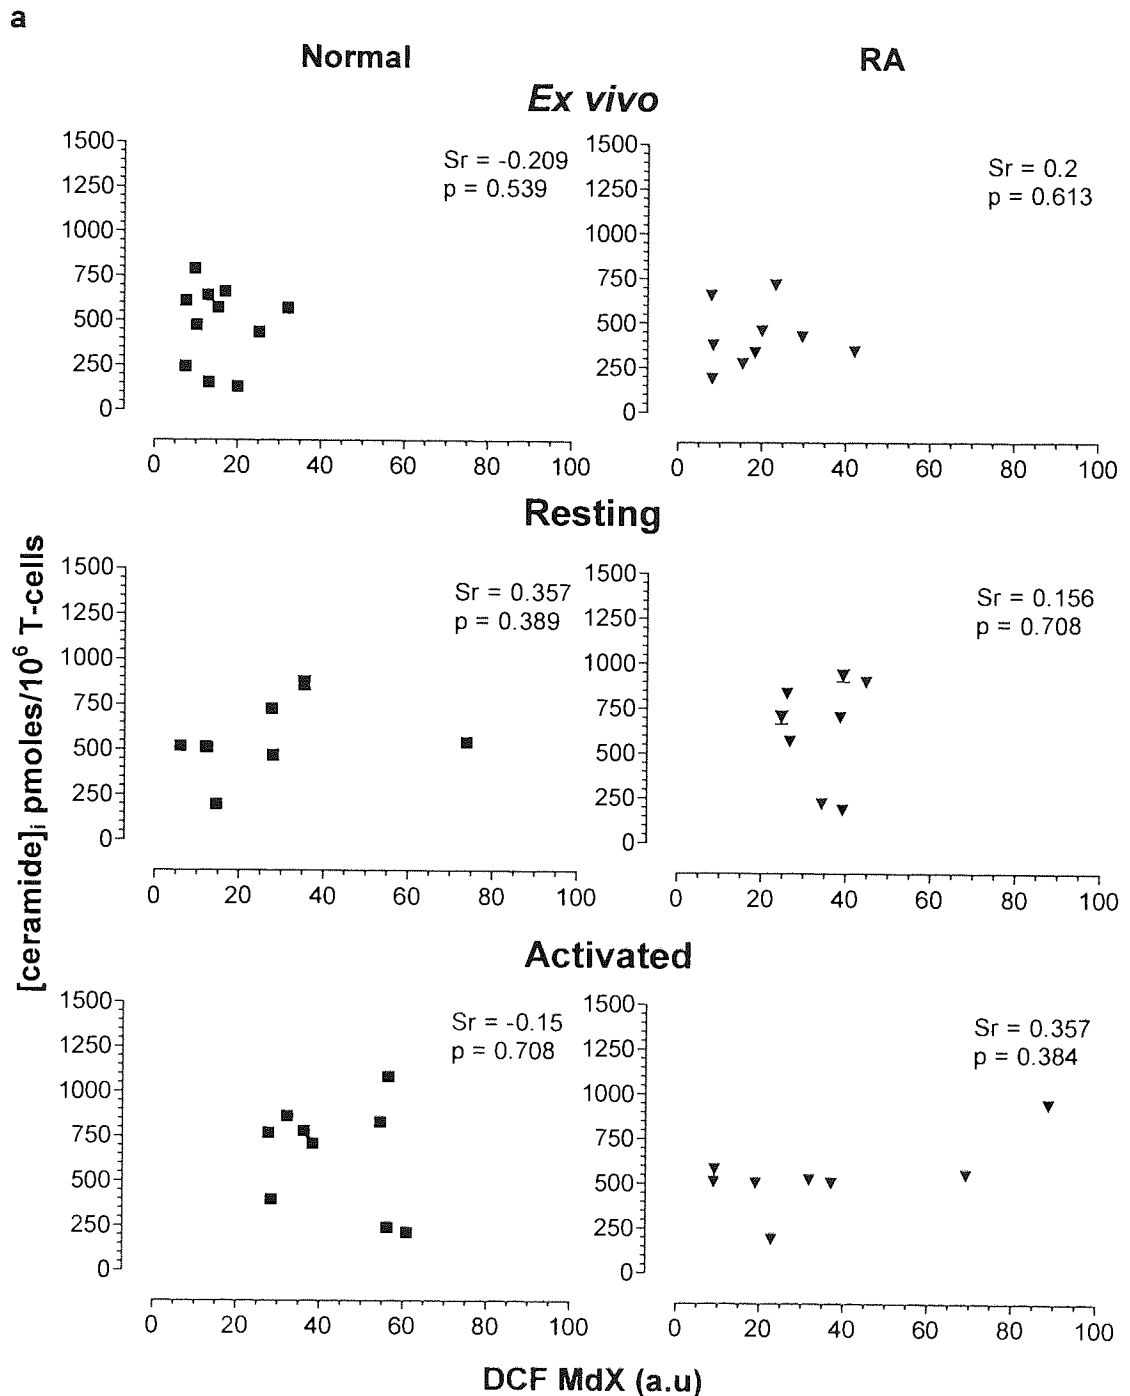 a
Normal
RA
Ex vivo
1500
1250
1000
750
500
250
0
Sr = -0.209
p = 0.539
0 20 40 60 80 100
1500
1250
1000
750
500
250
0
Sr = 0.2
p = 0.613
0 20 40 60 80 100
Resting
[ceramide]i pmoles/10⁶ T-cells
1500
1250
1000
750
500
250
0
Sr = 0.357
p = 0.389
0 20 40 60 80 100
1500
1250
1000
750
500
250
0
Sr = 0.156
p = 0.708
0 20 40 60 80 100
Activated
1500
1250
1000
750
500
250
0
Sr = -0.15
p = 0.708
0 20 40 60 80 100
1500
1250
1000
750
500
250
0
Sr = 0.357
p = 0.384
0 20 40 60 80 100
DCF MdX (a.u)